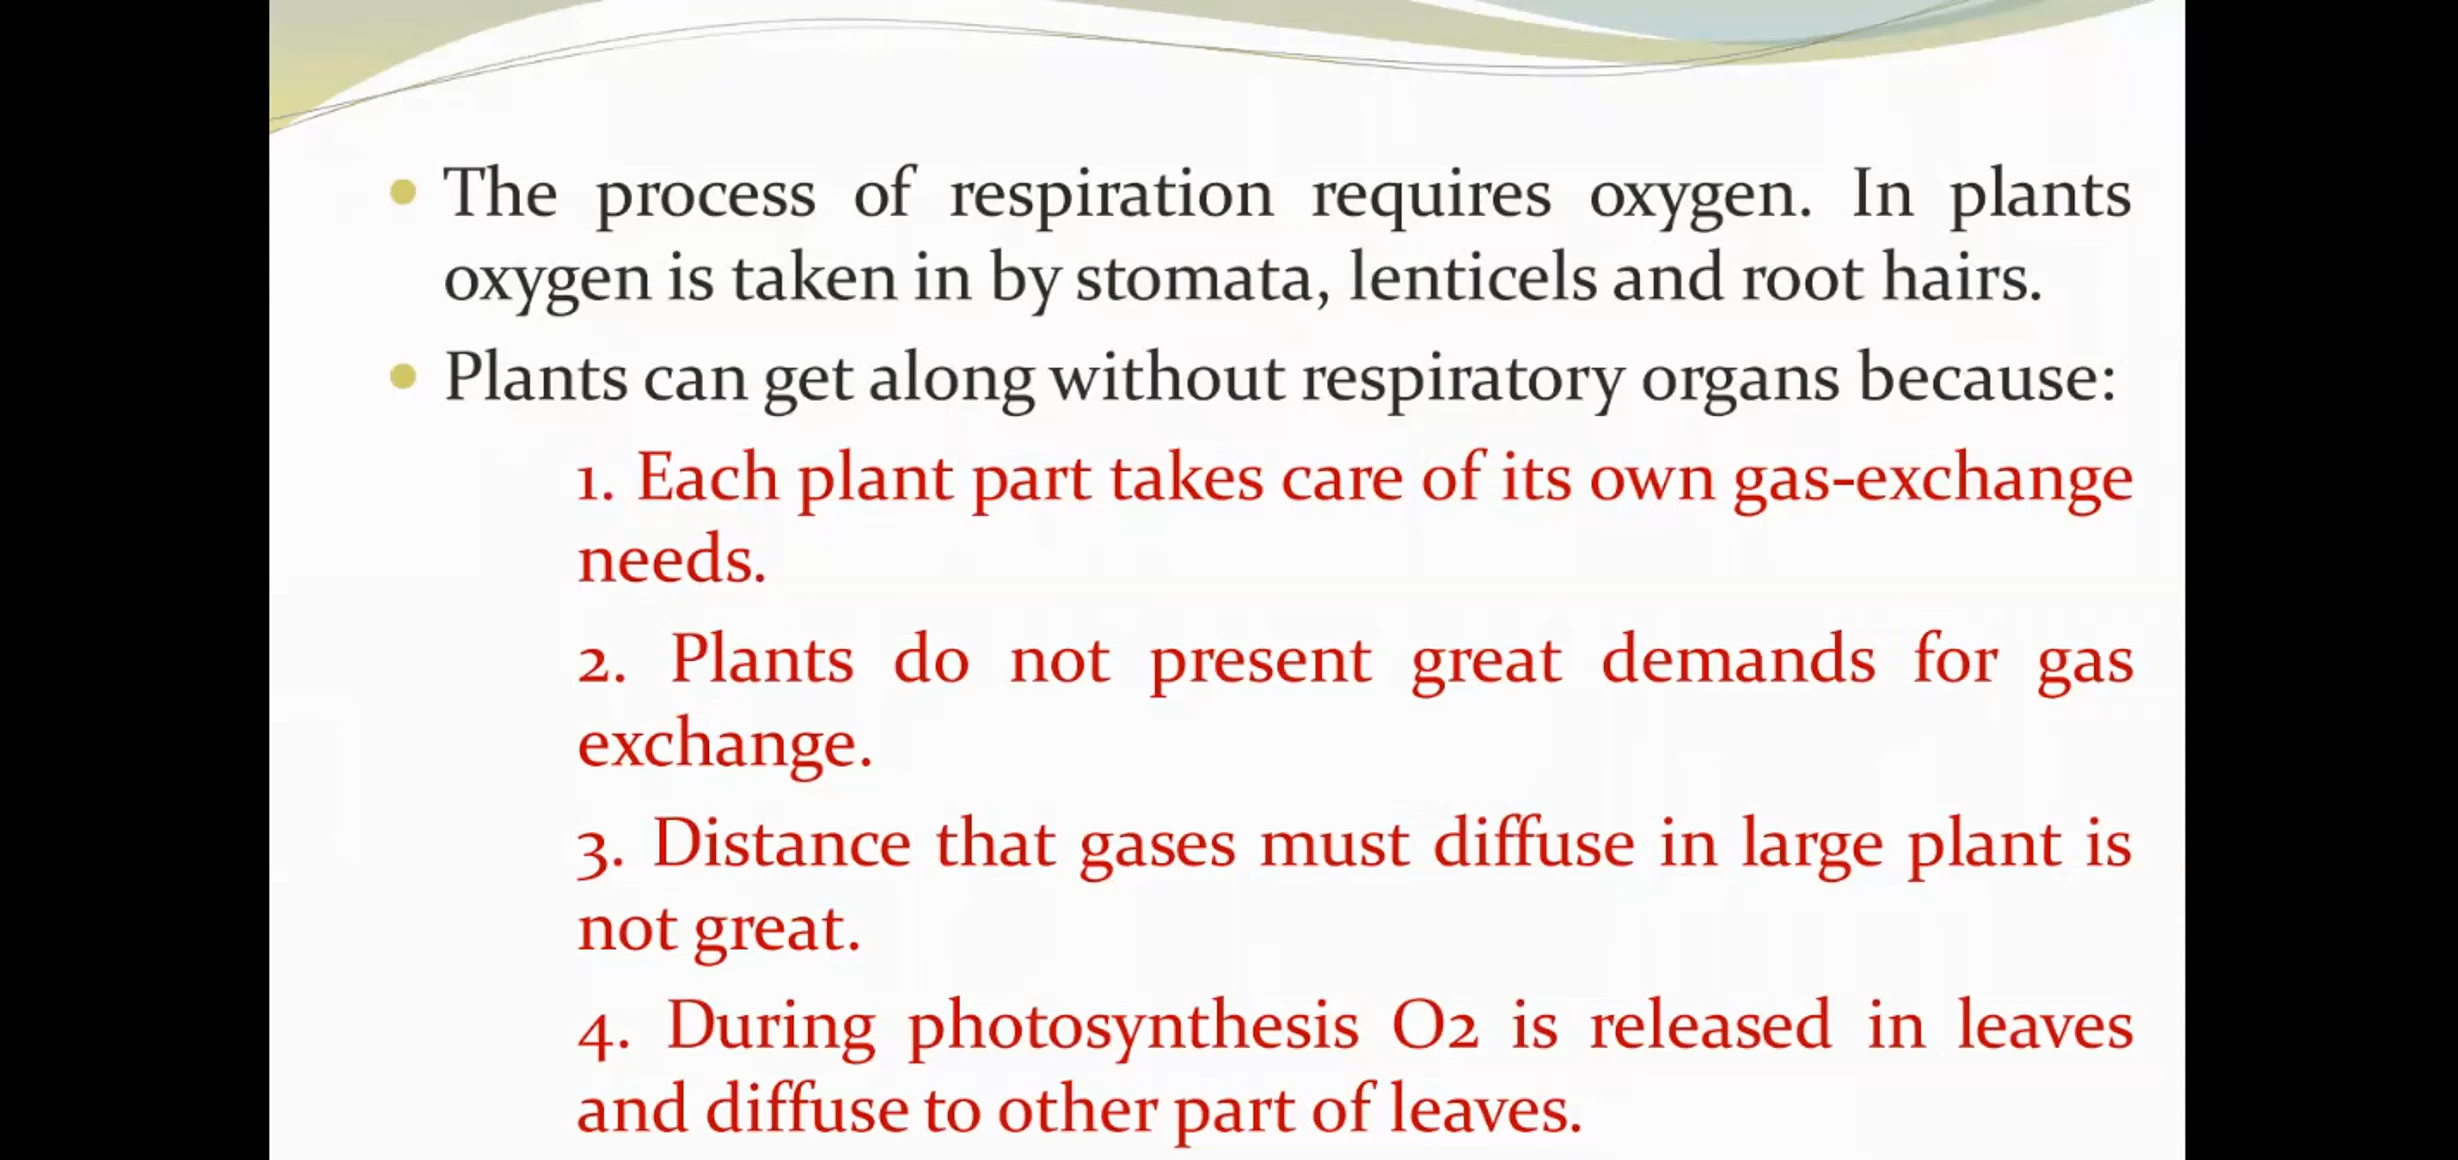 The process of respiration requires oxygen. In plants
oxygen is taken in by stomata, lenticels and root hairs.
Plants can get along without respiratory organs because:
1. Each plant part takes care of its own gas-exchange
needs.
2. Plants do not present great demands for gas
exchange.
3. Distance that gases must diffuse in large plant is
not great.
4. During photosynthesis O2 is released in leaves
and diffuse to other part of leaves.